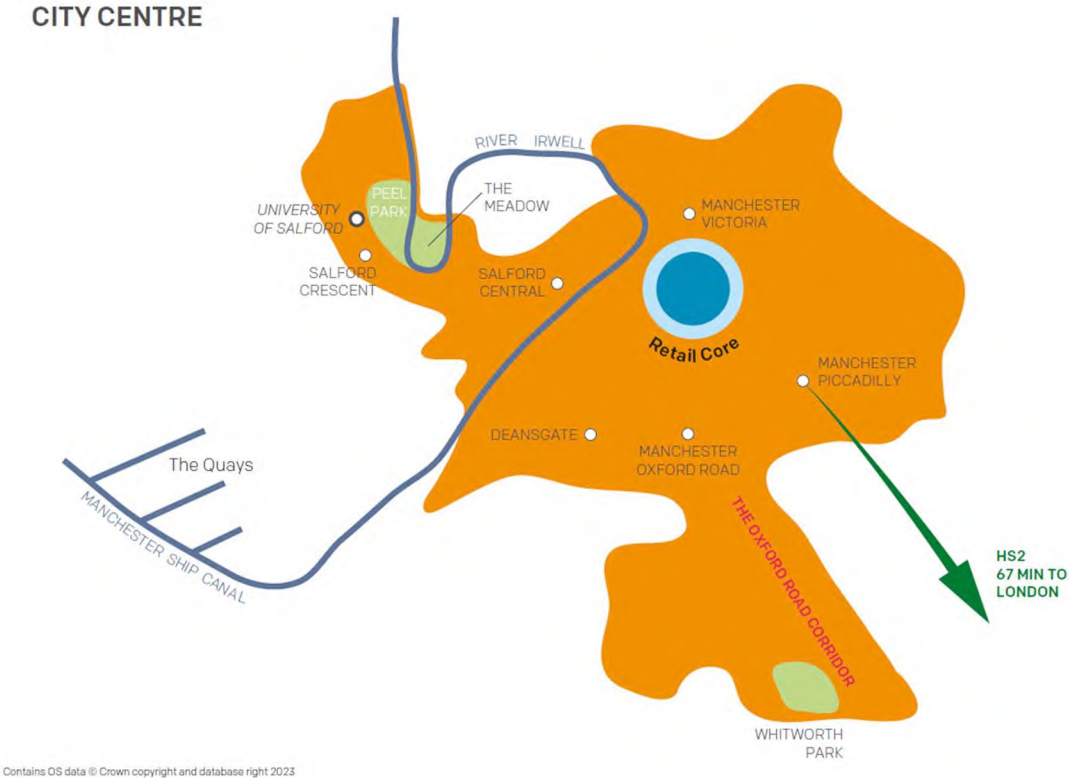 CITY CENTRE
RIVER IRWELL
PEEL
PARK
THE
MEADOW
UNIVERSITY
OF SALFORD
MANCHESTER
VICTORIA
SALFORD
CRESCENT
SALFORD
CENTRAL
Retail Core
MANCHESTER
PICCADILLY
DEANSGATE
MANCHESTER
OXFORD ROAD
The Quays
MANCHESTER SHIP CANAL
THE OXFORD ROAD CORRIDOR
HS2
67 MIN TO
LONDON
WHITWORTH
PARK
Contains OS data © Crown copyright and database right 2023